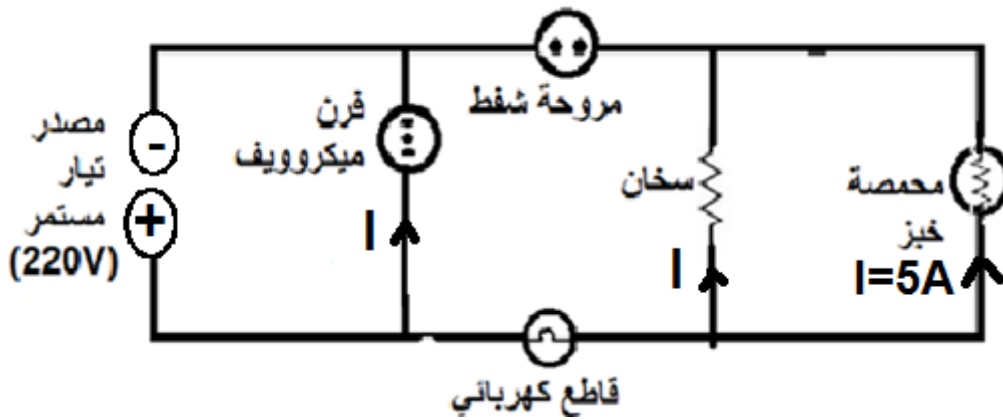 مروحة شفط
فرن
ميكروويف
مصدر
تيار
مستمر
(220V)
-
+
I
سخان
I
محمصة
خبز
I=5A
قاطع كهربائي